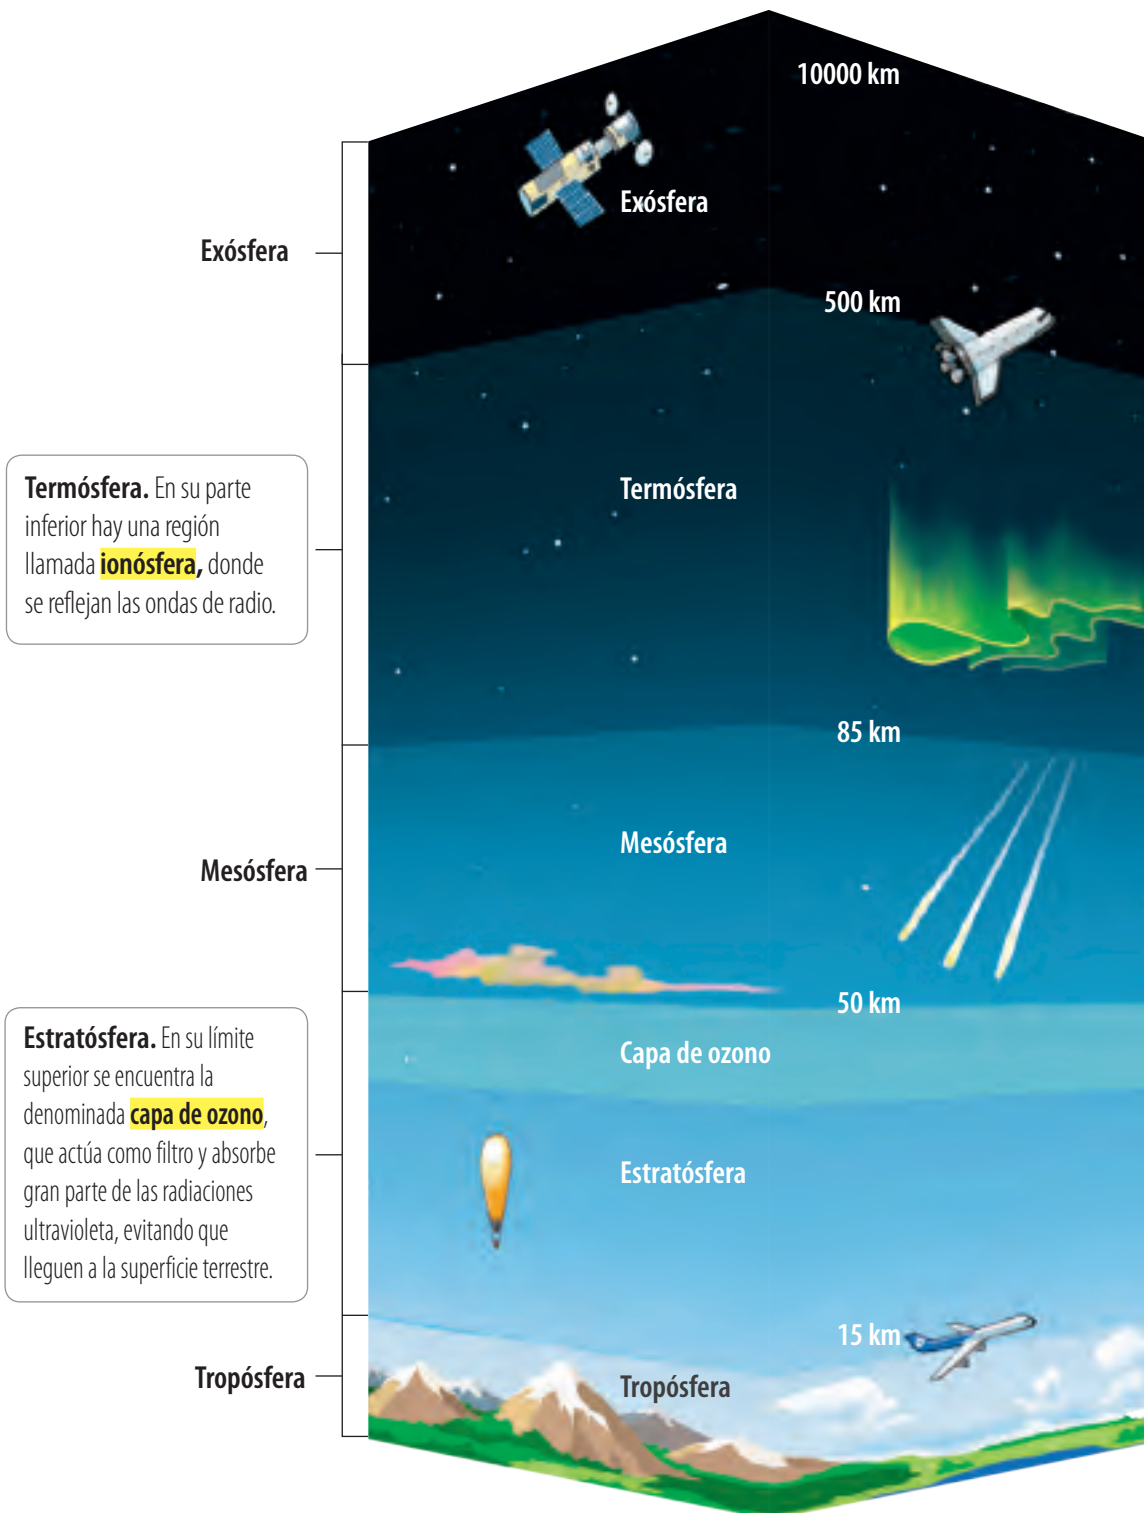 10000 km
Exósfera
Exósfera
500 km
Termósfera. En su parte
inferior hay una región
llamada ionósfera, donde
se reflejan las ondas de radio.
Termósfera
85 km
Mesósfera
Mesósfera
50 km
Capa de ozono
Estratósfera. En su límite
superior se encuentra la
denominada capa de ozono,
que actúa como filtro y absorbe
gran parte de las radiaciones
ultravioleta, evitando que
lleguen a la superficie terrestre.
Estratósfera
15 km
Tropósfera
Tropósfera